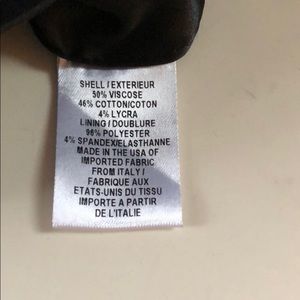 SHELL / EXTERIEUR
50% VISCOSE
46% COTTON/COTON
4% LYCRA
LINING / DOUBLURE
96% POLYESTER
4% SPANDEX/ELASTHANNE
MADE IN THE USA OF
IMPORTED FABRIC
FROM ITALY /
FABRIQUE AUX
ETATS-UNIS DU TISSU
IMPORTE A PARTIR
DE L'ITALIE